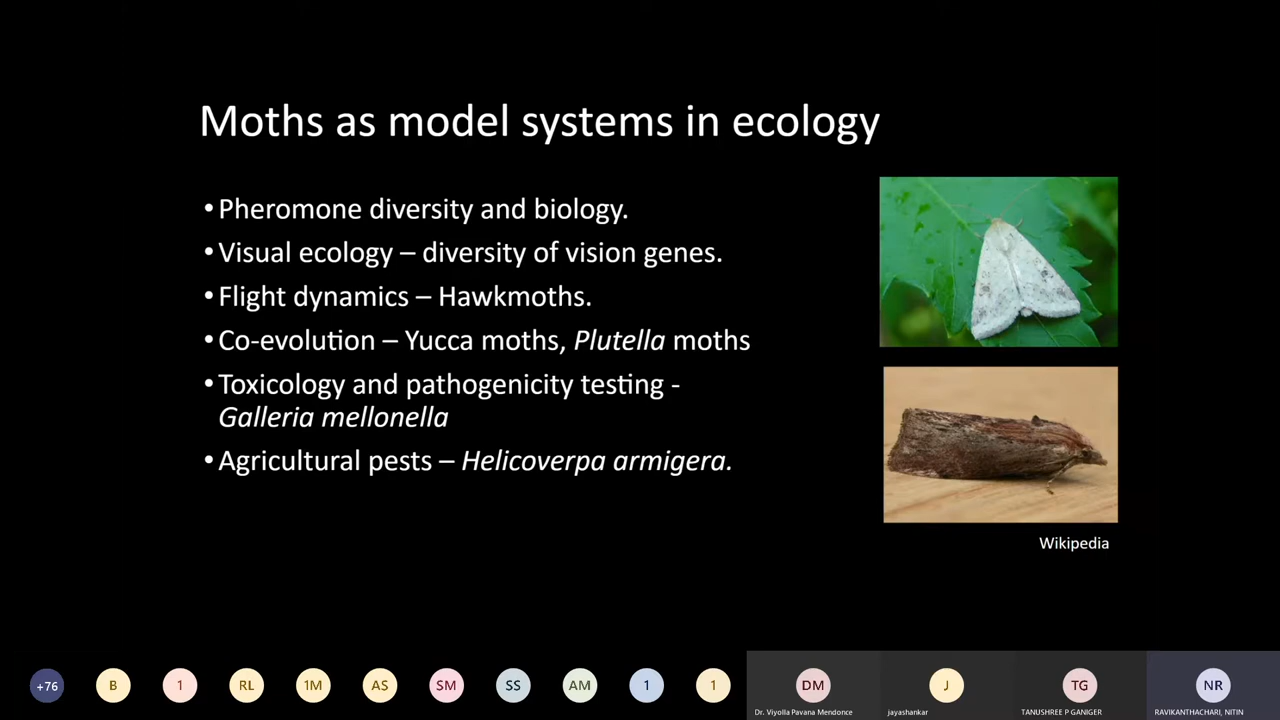 Moths as model systems in ecology
•Pheromone diversity and biology.
•Visual ecology – diversity of vision genes.
•Flight dynamics – Hawkmoths.
•Co-evolution – Yucca moths, Plutella moths
•Toxicology and pathogenicity testing -
Galleria mellonella
•Agricultural pests – Helicoverpa armigera.
Wikipedia
+76
B
1
RL
1M
AS
SM
SS
AM
1
1
DM
J
TG
NR
Dr. Viyolla Pavana Mendonce
jayashankar
TANUSHREE P GANIGER
RAVIKANTHACHARI, NITIN